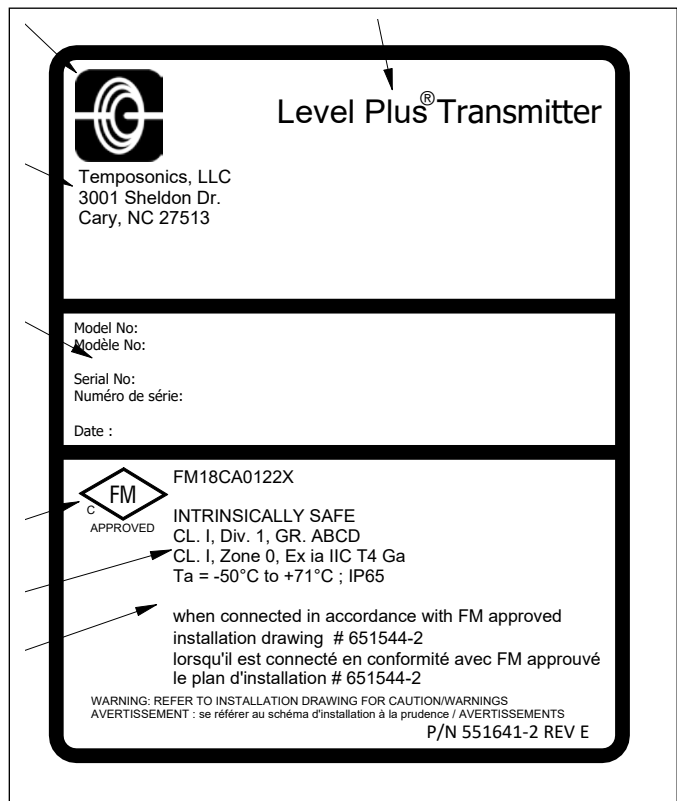 Level Plus® Transmitter
Temposonics, LLC
3001 Sheldon Dr.
Cary, NC 27513
Model No:
Modèle No:
Serial No:
Numéro de série:
Date :
FM
C
APPROVED
FM18CA0122X
INTRINSICALLY SAFE
CL. I, Div. 1, GR. ABCD
CL. I, Zone 0, Ex ia IIC T4 Ga
Ta = -50°C to +71°C ; IP65
when connected in accordance with FM approved
installation drawing # 651544-2
lorsqu'il est connecté en conformité avec FM approuvé
le plan d'installation # 651544-2
WARNING: REFER TO INSTALLATION DRAWING FOR CAUTION/WARNINGS
AVERTISSEMENT : se référer au schéma d'installation à la prudence / AVERTISSEMENTS
P/N 551641-2 REV E